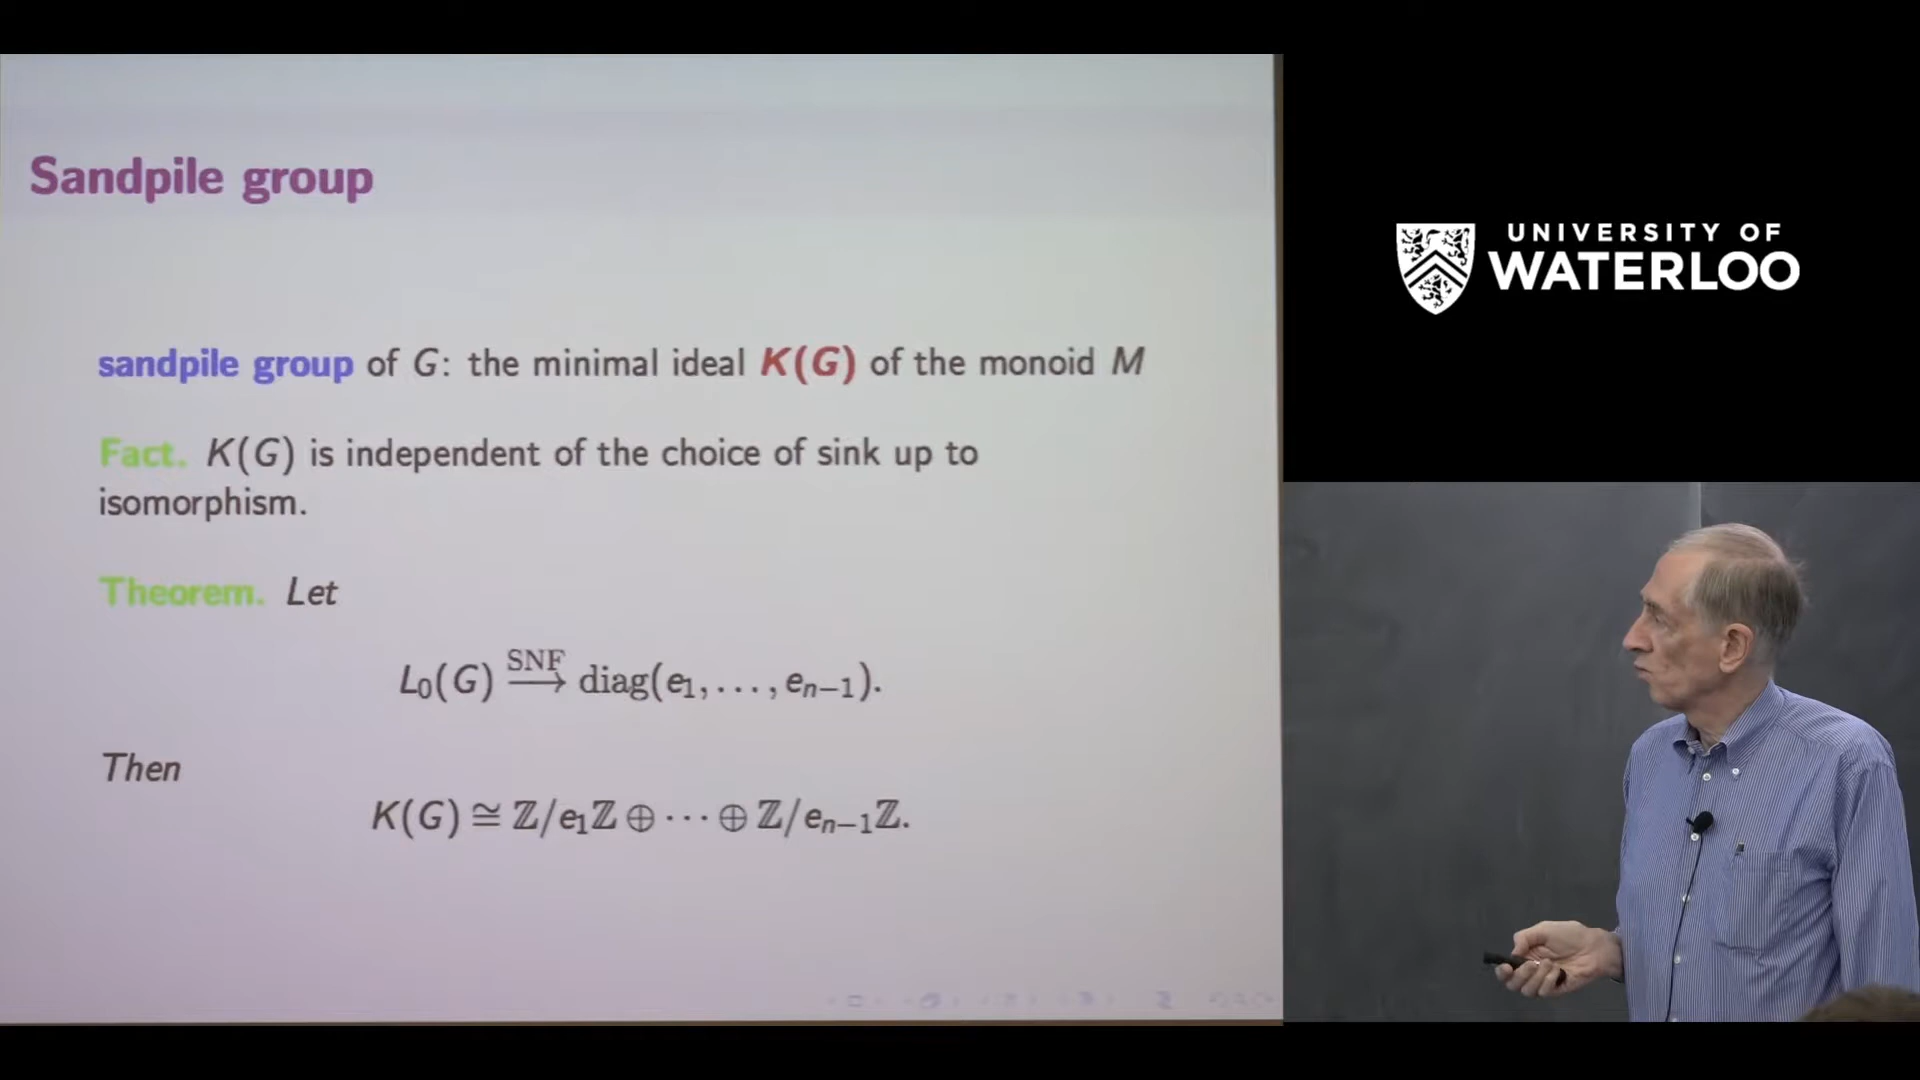 Sandpile group
sandpile group of G: the minimal ideal K(G) of the monoid M
Fact. K(G) is independent of the choice of sink up to
isomorphism.
Theorem. Let
L₀(G) —SNF→ diag(e₁, . . . , eₙ₋₁).
Then
K(G) ≅ ℤ/e₁ℤ ⊕ · · · ⊕ ℤ/eₙ₋₁ℤ.
UNIVERSITY OF
WATERLOO